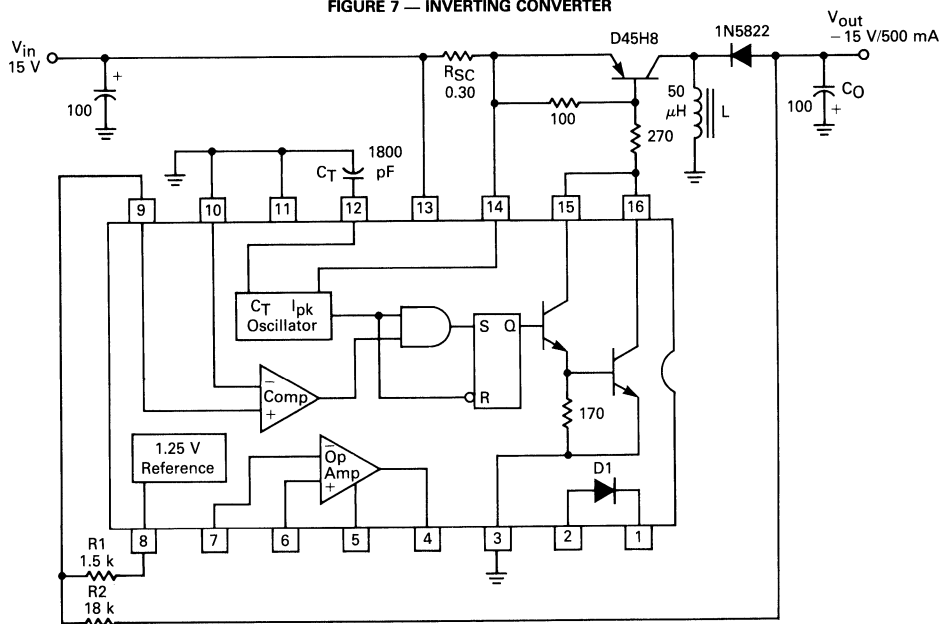 FIGURE 7 — INVERTING CONVERTER
Vin
15 V
+
100
RSC
0.30
D45H8
1N5822
Vout
– 15 V/500 mA
100
50
μH
L
100
CO
+
270
CT
1800
pF
9
10
11
12
13
14
15
16
CT Ipk
Oscillator
S Q
R
–
Comp
+
170
1.25 V
Reference
–
Op
Amp
+
D1
8
7
6
5
4
3
2
1
R1
1.5 k
R2
18 k